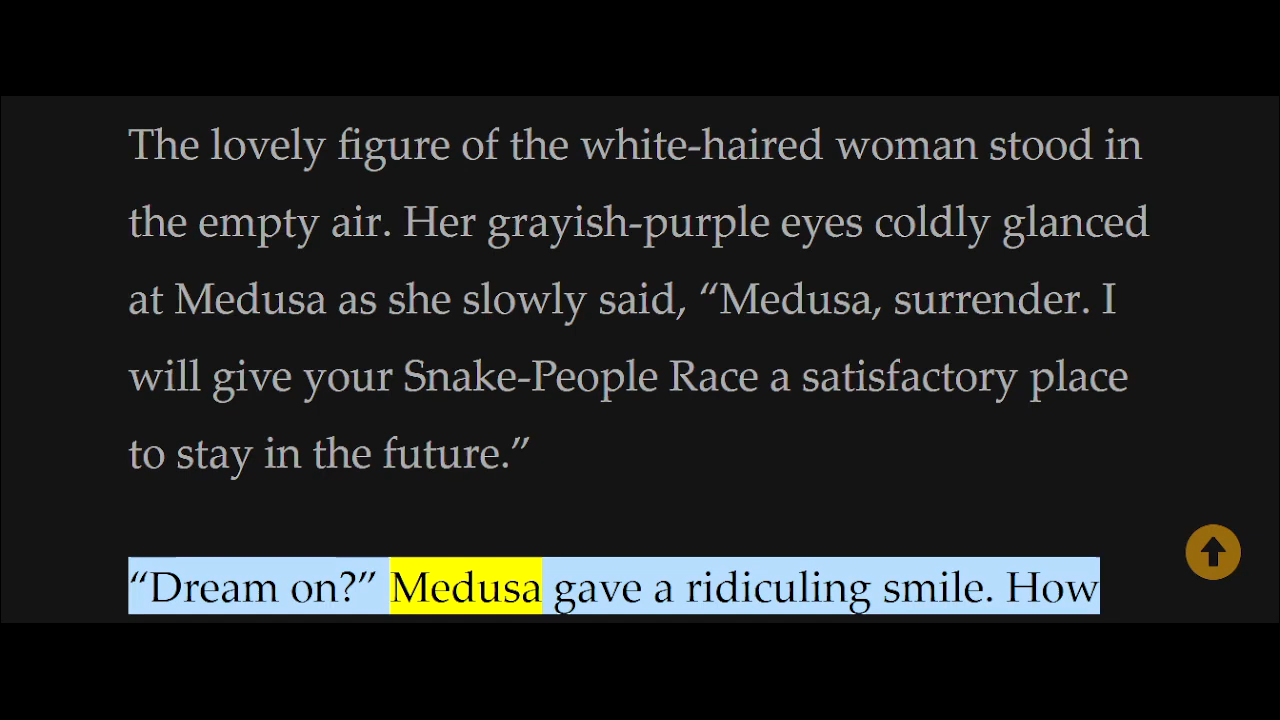 The lovely figure of the white-haired woman stood in
the empty air. Her grayish-purple eyes coldly glanced
at Medusa as she slowly said, “Medusa, surrender. I
will give your Snake-People Race a satisfactory place
to stay in the future.”
“Dream on?” Medusa gave a ridiculing smile. How